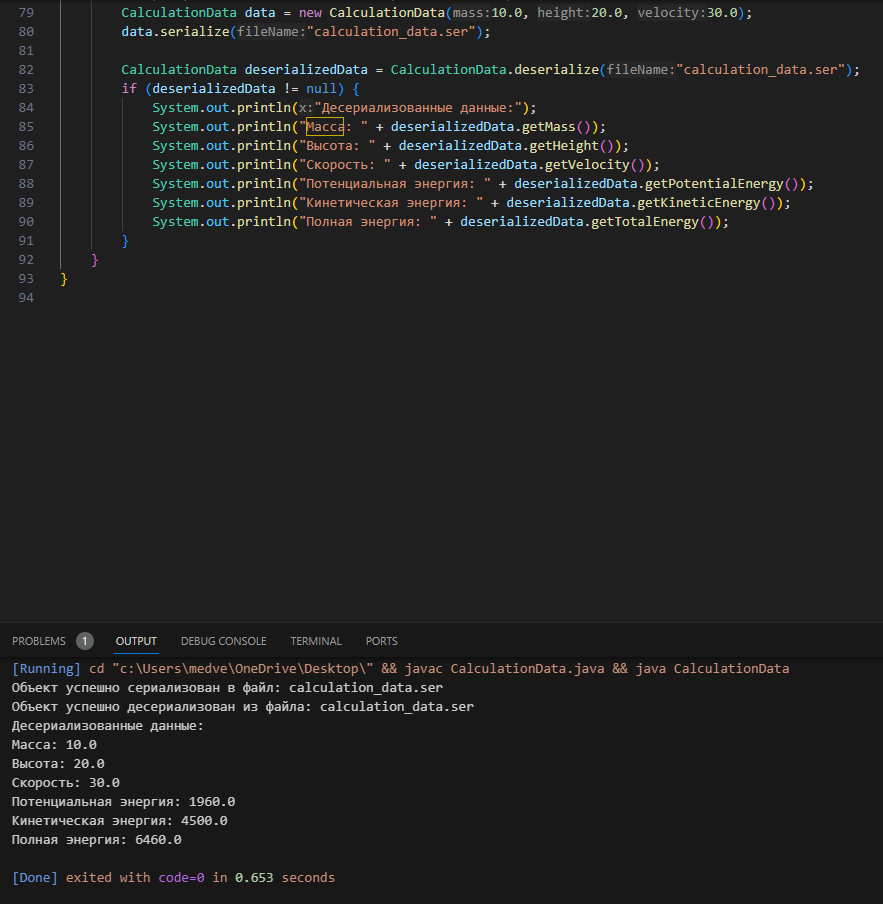 79 CalculationData data = new CalculationData(mass:10.0, height:20.0, velocity:30.0);
80 data.serialize(fileName:"calculation_data.ser");
81
82 CalculationData deserializedData = CalculationData.deserialize(fileName:"calculation_data.ser");
83 if (deserializedData != null) {
84 System.out.println(x:"Десериализованные данные:");
85 System.out.println("Масса: " + deserializedData.getMass());
86 System.out.println("Высота: " + deserializedData.getHeight());
87 System.out.println("Скорость: " + deserializedData.getVelocity());
88 System.out.println("Потенциальная энергия: " + deserializedData.getPotentialEnergy());
89 System.out.println("Кинетическая энергия: " + deserializedData.getKineticEnergy());
90 System.out.println("Полная энергия: " + deserializedData.getTotalEnergy());
91 }
92 }
93 }
94
PROBLEMS 1 OUTPUT DEBUG CONSOLE TERMINAL PORTS
[Running] cd "c:\Users\medve\OneDrive\Desktop\" && javac CalculationData.java && java CalculationData
Объект успешно сериализован в файл: calculation_data.ser
Объект успешно десериализован из файла: calculation_data.ser
Десериализованные данные:
Масса: 10.0
Высота: 20.0
Скорость: 30.0
Потенциальная энергия: 1960.0
Кинетическая энергия: 4500.0
Полная энергия: 6460.0
[Done] exited with code=0 in 0.653 seconds